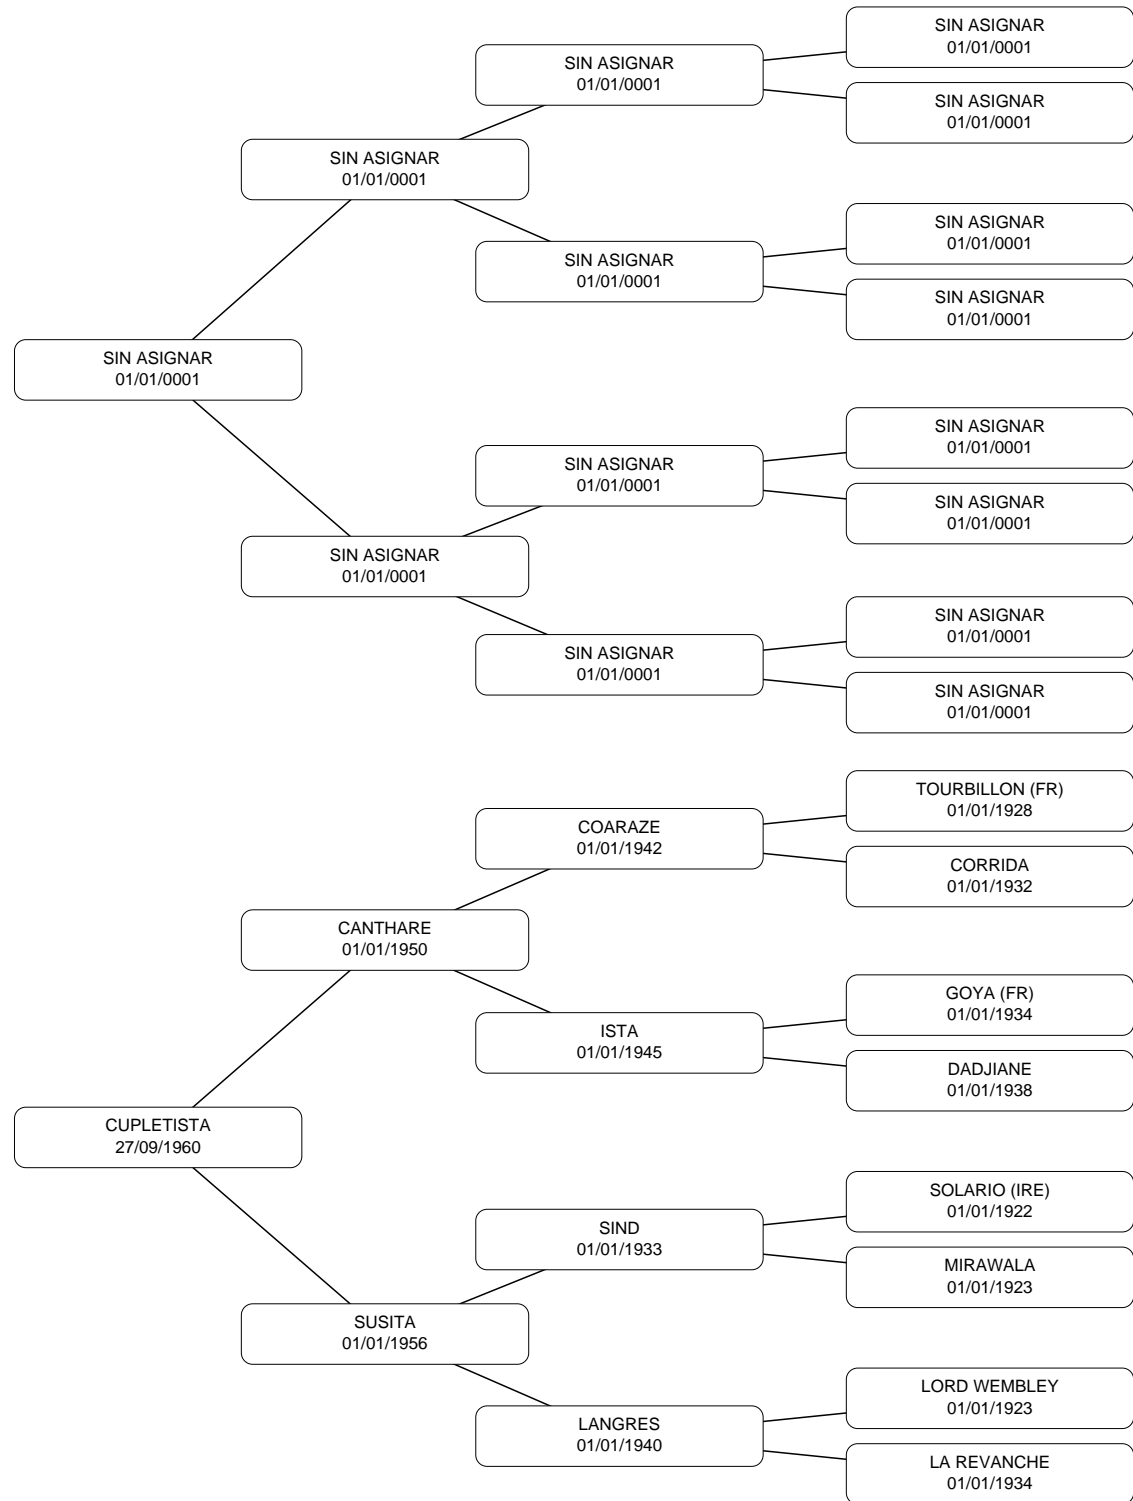 SIN ASIGNAR
01/01/0001
SIN ASIGNAR
01/01/0001
SIN ASIGNAR
01/01/0001
SIN ASIGNAR
01/01/0001
SIN ASIGNAR
01/01/0001
SIN ASIGNAR
01/01/0001
SIN ASIGNAR
01/01/0001
SIN ASIGNAR
01/01/0001
SIN ASIGNAR
01/01/0001
SIN ASIGNAR
01/01/0001
SIN ASIGNAR
01/01/0001
SIN ASIGNAR
01/01/0001
SIN ASIGNAR
01/01/0001
SIN ASIGNAR
01/01/0001
SIN ASIGNAR
01/01/0001
TOURBILLON (FR)
01/01/1928
COARAZE
01/01/1942
CORRIDA
01/01/1932
CANTHARE
01/01/1950
GOYA (FR)
01/01/1934
ISTA
01/01/1945
DADJIANE
01/01/1938
CUPLETISTA
27/09/1960
SOLARIO (IRE)
01/01/1922
SIND
01/01/1933
MIRAWALA
01/01/1923
SUSITA
01/01/1956
LORD WEMBLEY
01/01/1923
LANGRES
01/01/1940
LA REVANCHE
01/01/1934